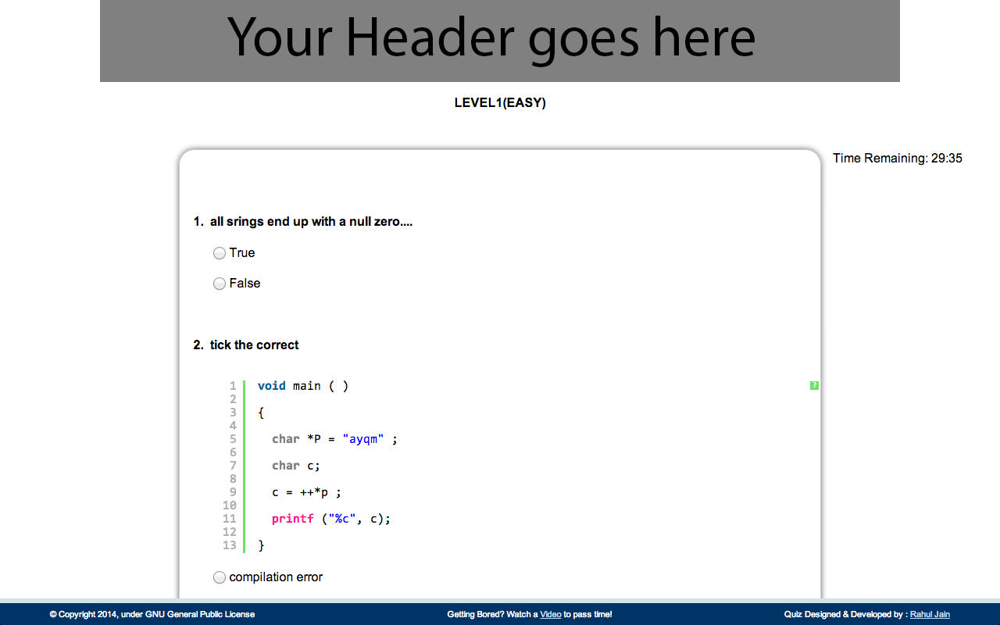 Your Header goes here
LEVEL1(EASY)
Time Remaining: 29:35
1. all srings end up with a null zero....
True
False
2. tick the correct
1 void main ( )
2
3 {
4
5 char *P = "ayqm" ;
6
7 char c;
8
9 c = ++*p ;
10
11 printf ("%c", c);
12
13 }
?
compilation error
© Copyright 2014, under GNU General Public License
Getting Bored? Watch a Video to pass time!
Quiz Designed & Developed by : Rahul Jain